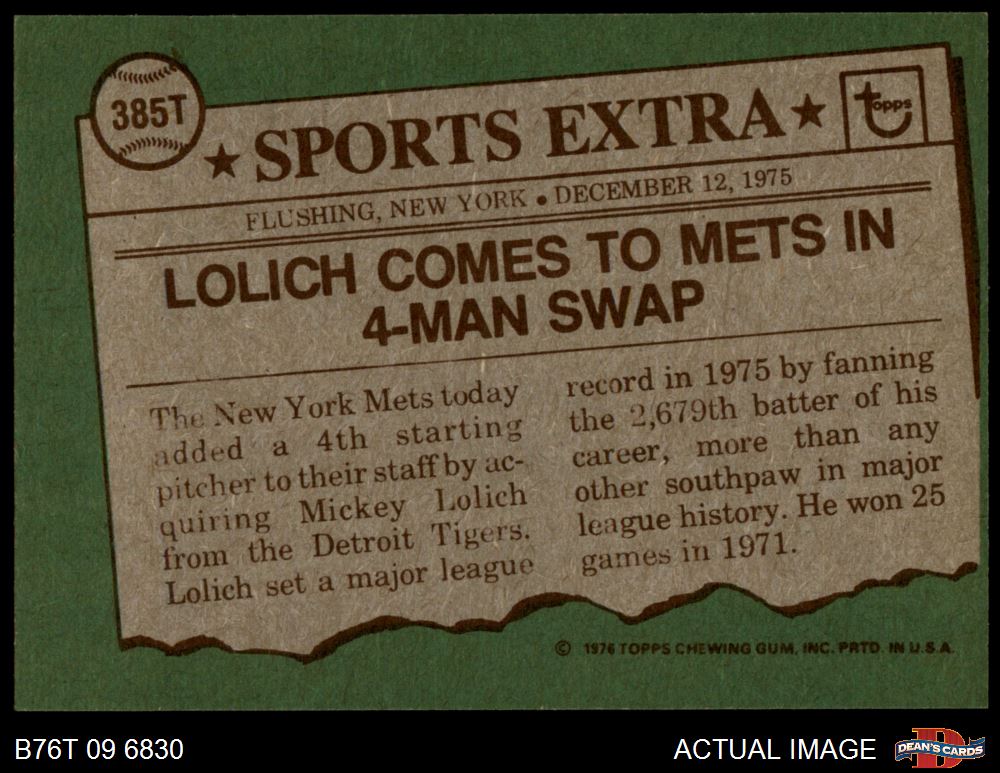 385T
★ SPORTS EXTRA ★
topps
FLUSHING, NEW YORK • DECEMBER 12, 1975
LOLICH COMES TO METS IN
4-MAN SWAP
The New York Mets today
added a 4th starting
pitcher to their staff by ac-
quiring Mickey Lolich
from the Detroit Tigers.
Lolich set a major league
record in 1975 by fanning
the 2,679th batter of his
career, more than any
other southpaw in major
league history. He won 25
games in 1971.
© 1976 TOPPS CHEWING GUM, INC. PRTD. IN U.S.A.
B76T 09 6830
ACTUAL IMAGE
D
DEAN'S CARDS